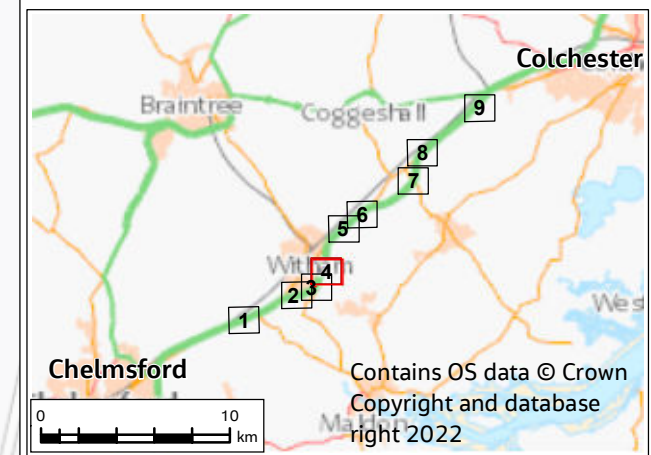 Colchester
Braintree
Coggeshall
9
8
7
6
5
Witham
4
3
2
1
Chelmsford
Contains OS data © Crown
Copyright and database
right 2022
Maldon
0 10
km